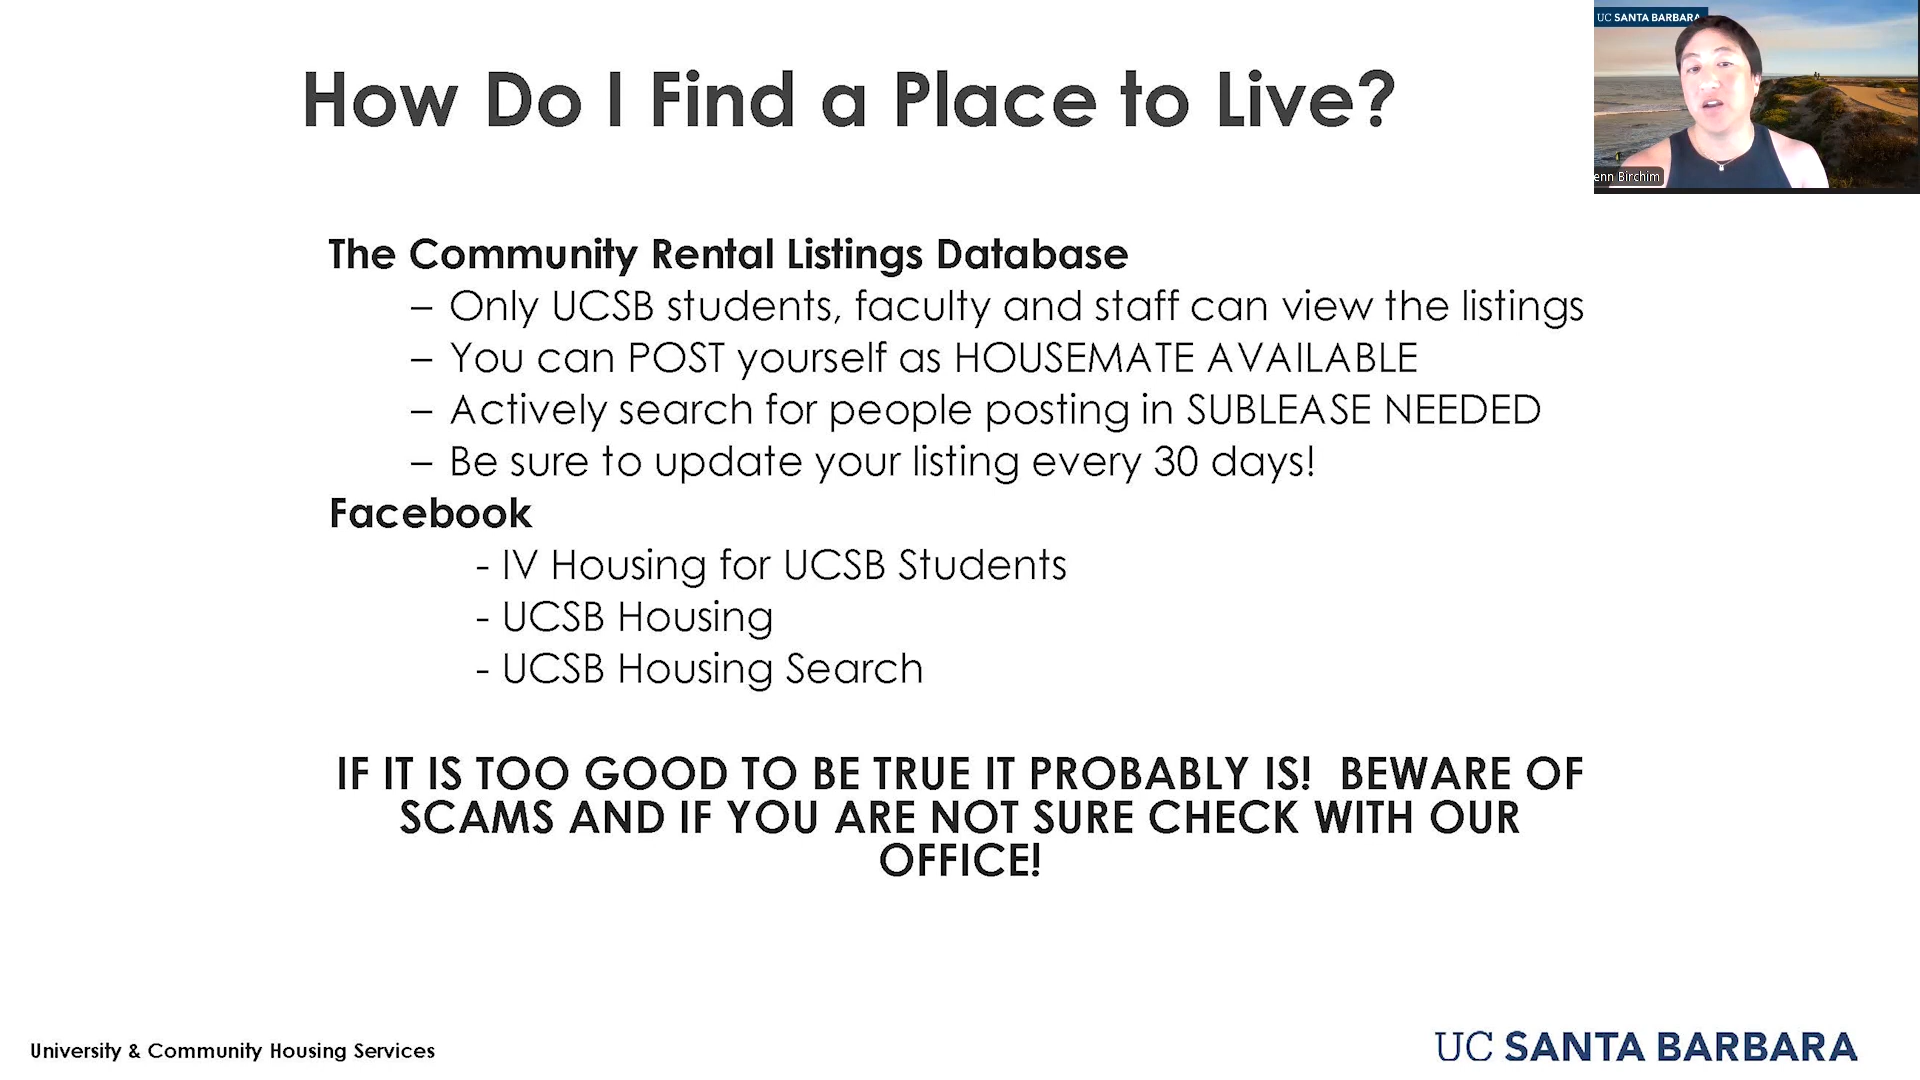 UC SANTA BARBARA
How Do I Find a Place to Live?
enn Birchim
The Community Rental Listings Database
– Only UCSB students, faculty and staff can view the listings
– You can POST yourself as HOUSEMATE AVAILABLE
– Actively search for people posting in SUBLEASE NEEDED
– Be sure to update your listing every 30 days!
Facebook
- IV Housing for UCSB Students
- UCSB Housing
- UCSB Housing Search
IF IT IS TOO GOOD TO BE TRUE IT PROBABLY IS!  BEWARE OF
SCAMS AND IF YOU ARE NOT SURE CHECK WITH OUR
OFFICE!
University & Community Housing Services
UC SANTA BARBARA